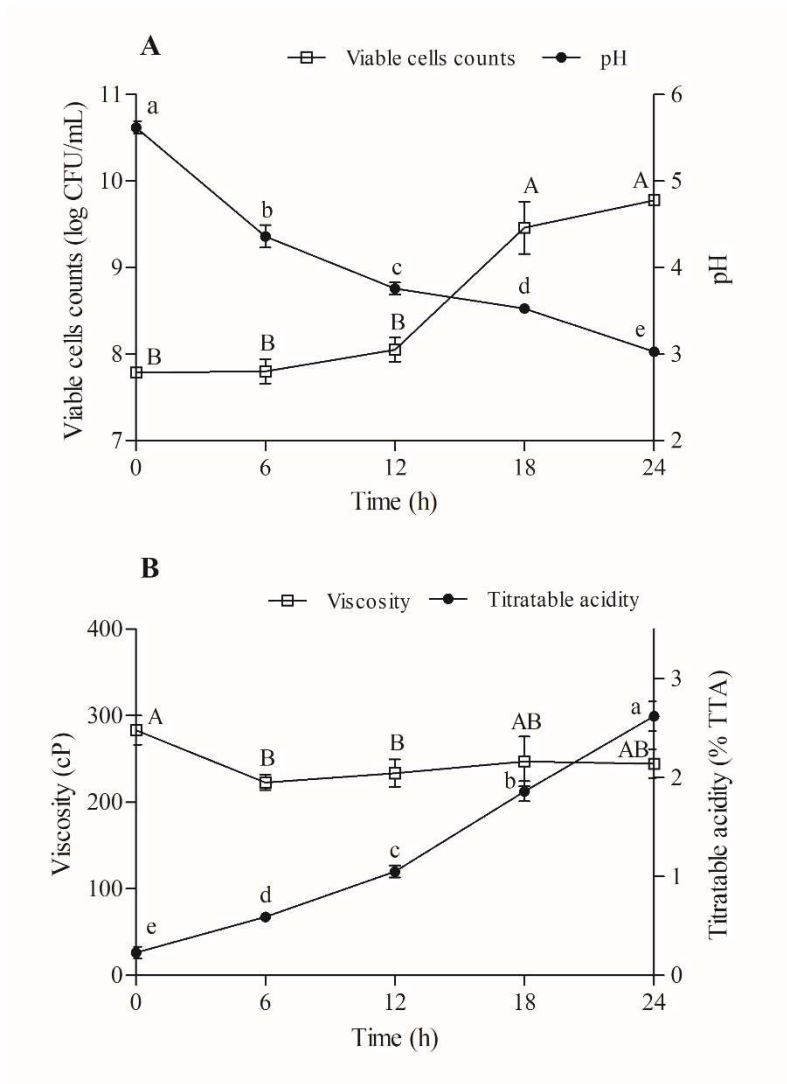 A
Viable cells counts pH
11 6
a
Viable cells counts (log CFU/mL)
pH
10 5
A A
b
9 4
c
d
B B B
e
8 3
7 2
0 6 12 18 24
Time (h)
B
Viscosity Titratable acidity
400
3
300
A B B AB a
AB
Viscosity (cP)
Titratable acidity (% TTA)
200 2
b
c
100 1
d
e
0 0
0 6 12 18 24
Time (h)